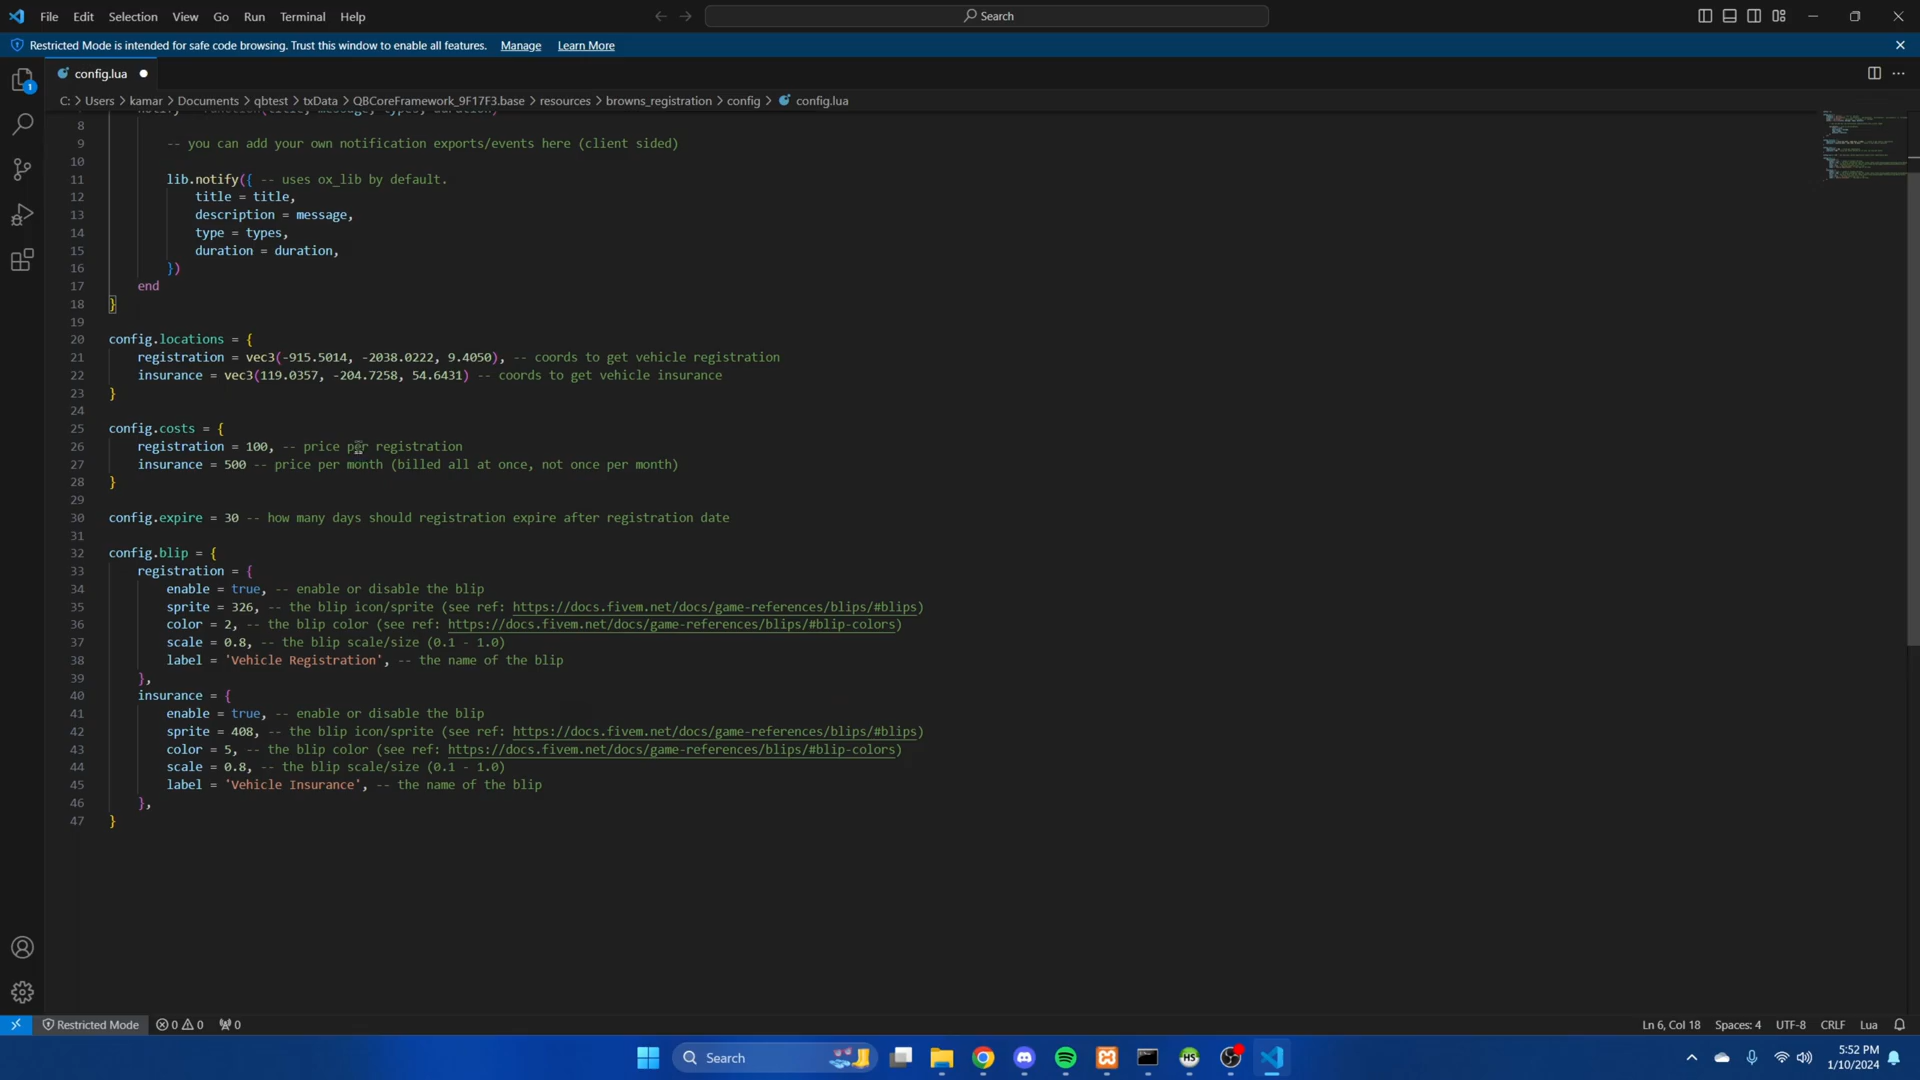 File Edit Selection View Go Run Terminal Help
Search
Restricted Mode is intended for safe code browsing. Trust this window to enable all features. Manage Learn More
config.lua
C: > Users > kamar > Documents > qbtest > txData > QBCoreFramework_9F17F3.base > resources > browns_registration > config > config.lua
8
9 -- you can add your own notification exports/events here (client sided)
10
11 lib.notify({ -- uses ox_lib by default.
12 title = title,
13 description = message,
14 type = types,
15 duration = duration,
16 })
17 end
18 }
19
20 config.locations = {
21 registration = vec3(-915.5014, -2038.0222, 9.4050), -- coords to get vehicle registration
22 insurance = vec3(119.0357, -204.7258, 54.6431) -- coords to get vehicle insurance
23 }
24
25 config.costs = {
26 registration = 100, -- price per registration
27 insurance = 500 -- price per month (billed all at once, not once per month)
28 }
29
30 config.expire = 30 -- how many days should registration expire after registration date
31
32 config.blip = {
33 registration = {
34 enable = true, -- enable or disable the blip
35 sprite = 326, -- the blip icon/sprite (see ref: https://docs.fivem.net/docs/game-references/blips/#blips)
36 color = 2, -- the blip color (see ref: https://docs.fivem.net/docs/game-references/blips/#blip-colors)
37 scale = 0.8, -- the blip scale/size (0.1 - 1.0)
38 label = 'Vehicle Registration', -- the name of the blip
39 },
40 insurance = {
41 enable = true, -- enable or disable the blip
42 sprite = 408, -- the blip icon/sprite (see ref: https://docs.fivem.net/docs/game-references/blips/#blips)
43 color = 5, -- the blip color (see ref: https://docs.fivem.net/docs/game-references/blips/#blip-colors)
44 scale = 0.8, -- the blip scale/size (0.1 - 1.0)
45 label = 'Vehicle Insurance', -- the name of the blip
46 },
47 }
1
Restricted Mode 0 0 0 Ln 6, Col 18 Spaces: 4 UTF-8 CRLF Lua
Search
HS
5:52 PM
1/10/2024